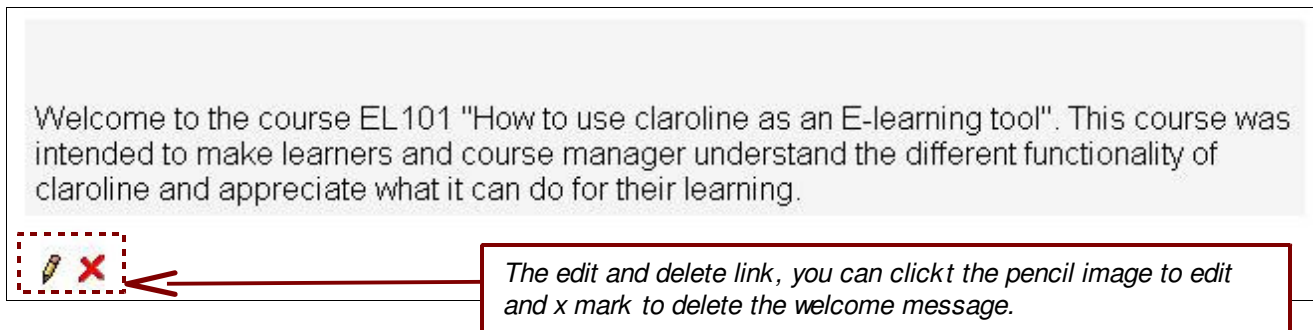 Welcome to the course EL101 "How to use claroline as an E-learning tool". This course was
intended to make learners and course manager understand the different functionality of
claroline and appreciate what it can do for their learning.
The edit and delete link, you can clickt the pencil image to edit
and x mark to delete the welcome message.